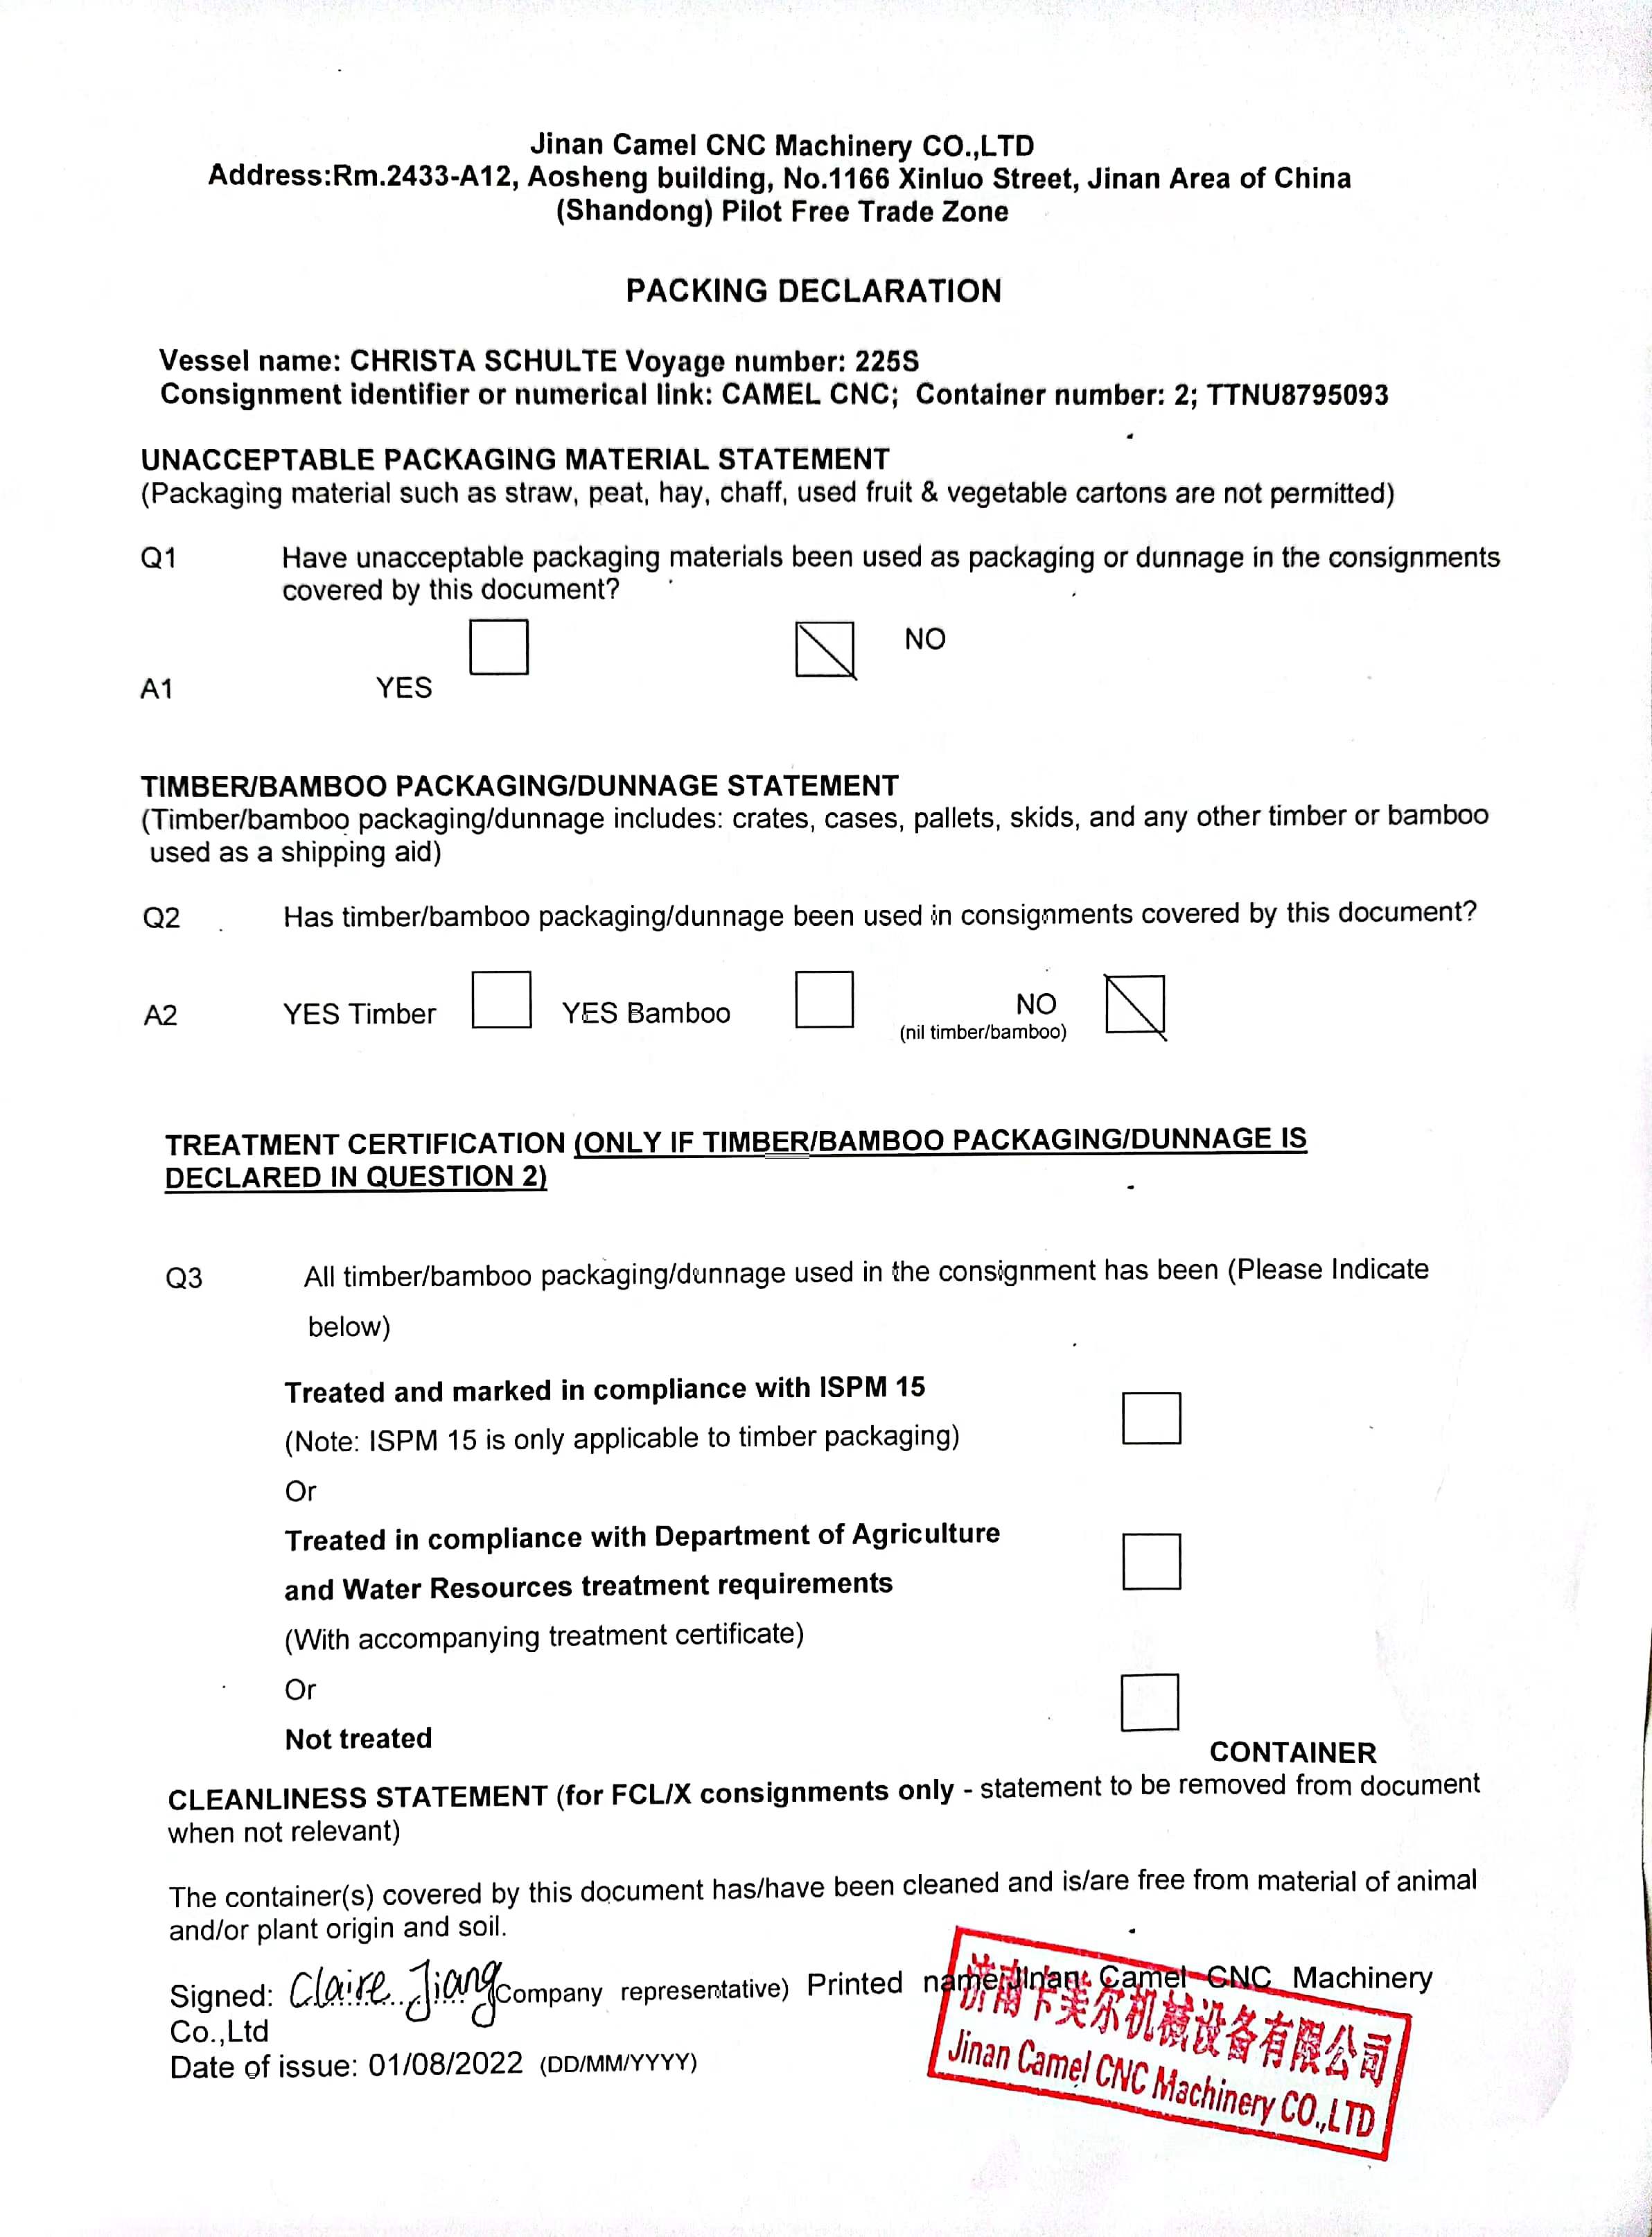 Jinan Camel CNC Machinery CO.,LTD
Address:Rm.2433-A12, Aosheng building, No.1166 Xinluo Street, Jinan Area of China
(Shandong) Pilot Free Trade Zone
PACKING DECLARATION
Vessel name: CHRISTA SCHULTE Voyage number: 225S
Consignment identifier or numerical link: CAMEL CNC; Container number: 2; TTNU8795093
UNACCEPTABLE PACKAGING MATERIAL STATEMENT
(Packaging material such as straw, peat, hay, chaff, used fruit & vegetable cartons are not permitted)
Q1 Have unacceptable packaging materials been used as packaging or dunnage in the consignments
covered by this document?
NO
A1 YES
TIMBER/BAMBOO PACKAGING/DUNNAGE STATEMENT
(Timber/bamboo packaging/dunnage includes: crates, cases, pallets, skids, and any other timber or bamboo
used as a shipping aid)
Q2 Has timber/bamboo packaging/dunnage been used in consignments covered by this document?
A2 YES Timber YES Bamboo NO
(nil timber/bamboo)
TREATMENT CERTIFICATION (ONLY IF TIMBER/BAMBOO PACKAGING/DUNNAGE IS
DECLARED IN QUESTION 2)
Q3 All timber/bamboo packaging/dunnage used in the consignment has been (Please Indicate
below)
Treated and marked in compliance with ISPM 15
(Note: ISPM 15 is only applicable to timber packaging)
Or
Treated in compliance with Department of Agriculture
and Water Resources treatment requirements
(With accompanying treatment certificate)
Or
Not treated
CONTAINER
CLEANLINESS STATEMENT (for FCL/X consignments only - statement to be removed from document
when not relevant)
The container(s) covered by this document has/have been cleaned and is/are free from material of animal
and/or plant origin and soil.
Signed: Claire Jiang Company representative) Printed name:Jinan Camel CNC Machinery
Co.,Ltd
Date of issue: 01/08/2022 (DD/MM/YYYY)
济南卡美尔机械设备有限公司
Jinan Camel CNC Machinery CO.,LTD